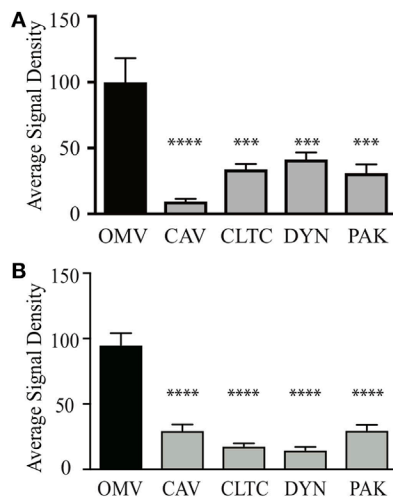 A
Average Signal Density
150
100
50
0
**** *** *** ***
OMV CAV CLTC DYN PAK
B
Average Signal Density
150
100
50
0
**** **** **** ****
OMV CAV CLTC DYN PAK